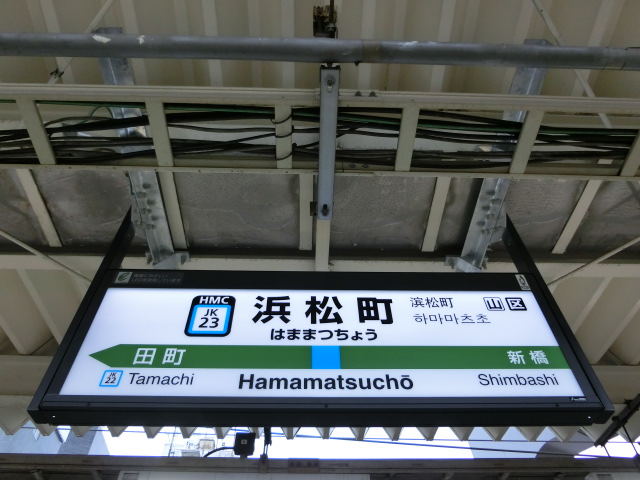 HMC
JK
23
浜松町
はままつちょう
滨松町
하마마츠초
山 区
田町
新橋
JK
22
Tamachi
Hamamatsuchō
Shimbashi